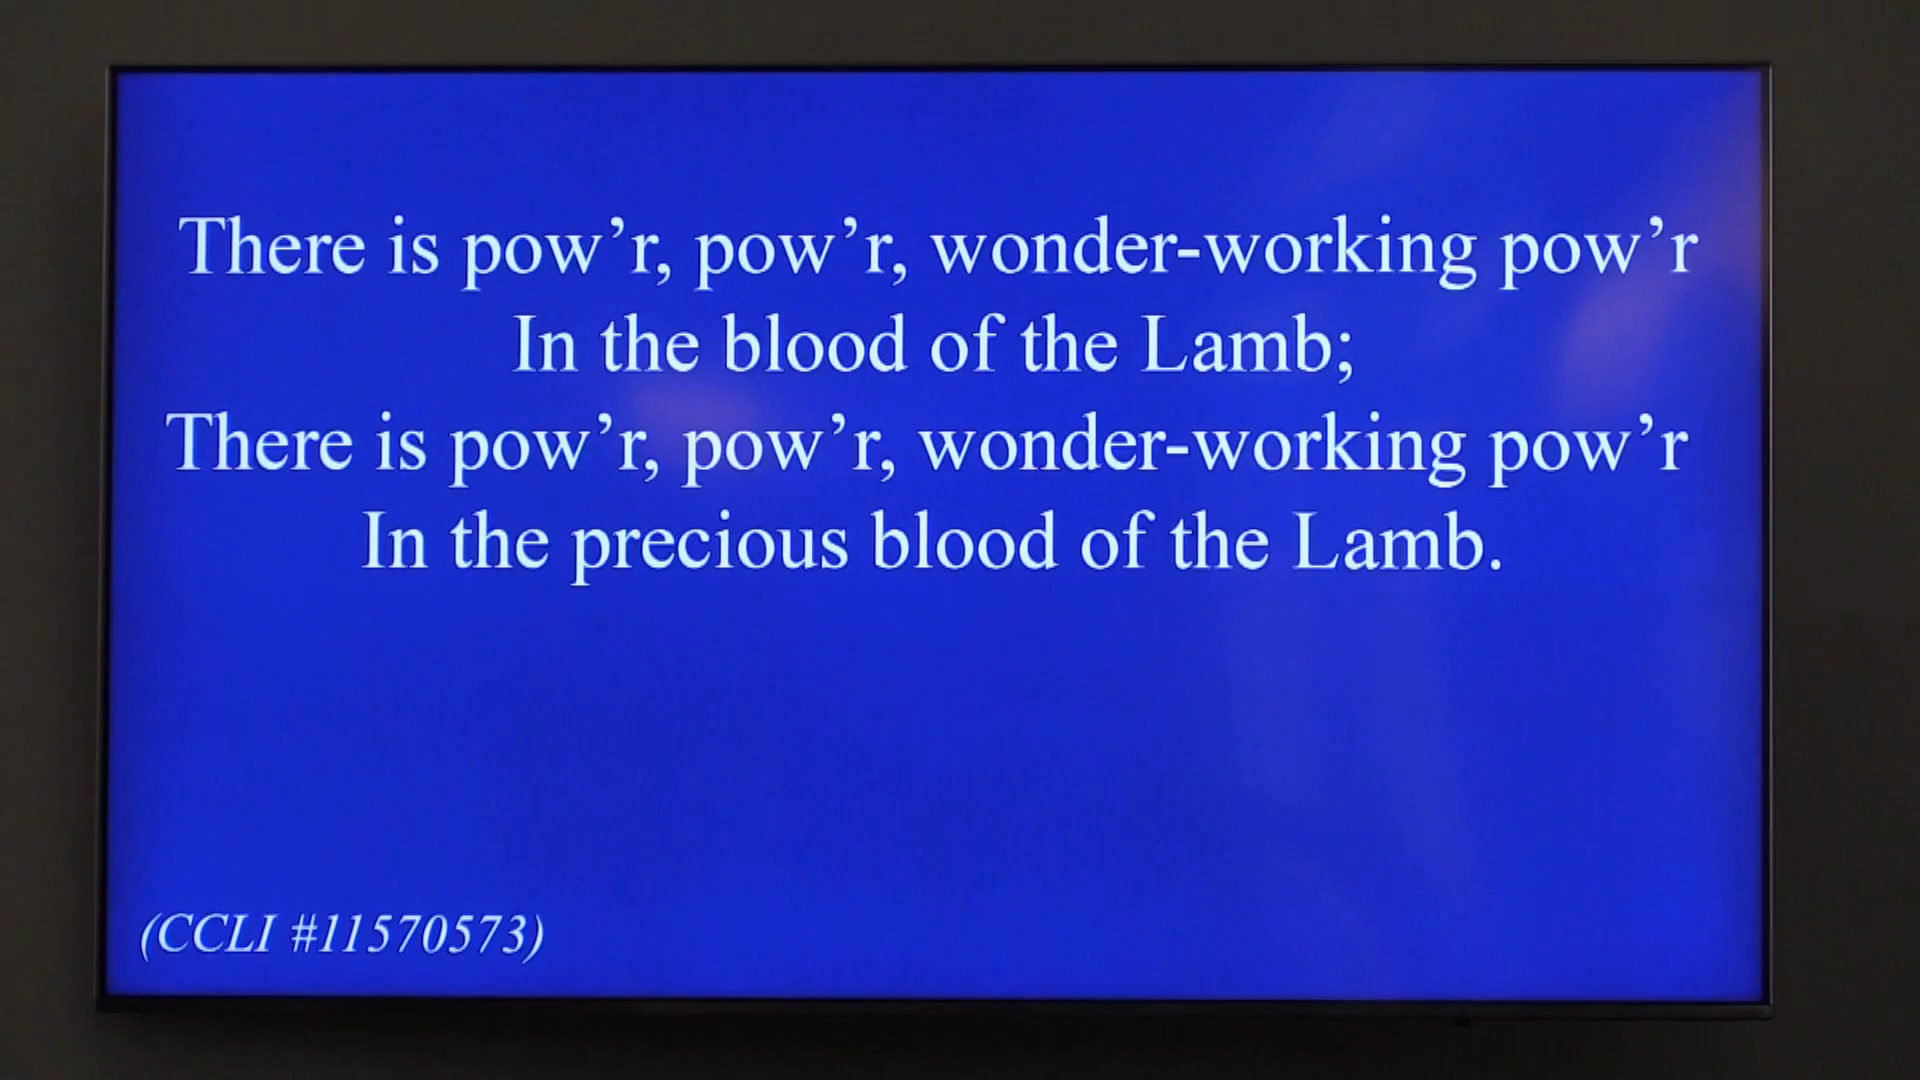 There is pow’r, pow’r, wonder-working pow’r
In the blood of the Lamb;
There is pow’r, pow’r, wonder-working pow’r
In the precious blood of the Lamb.
(CCLI #11570573)